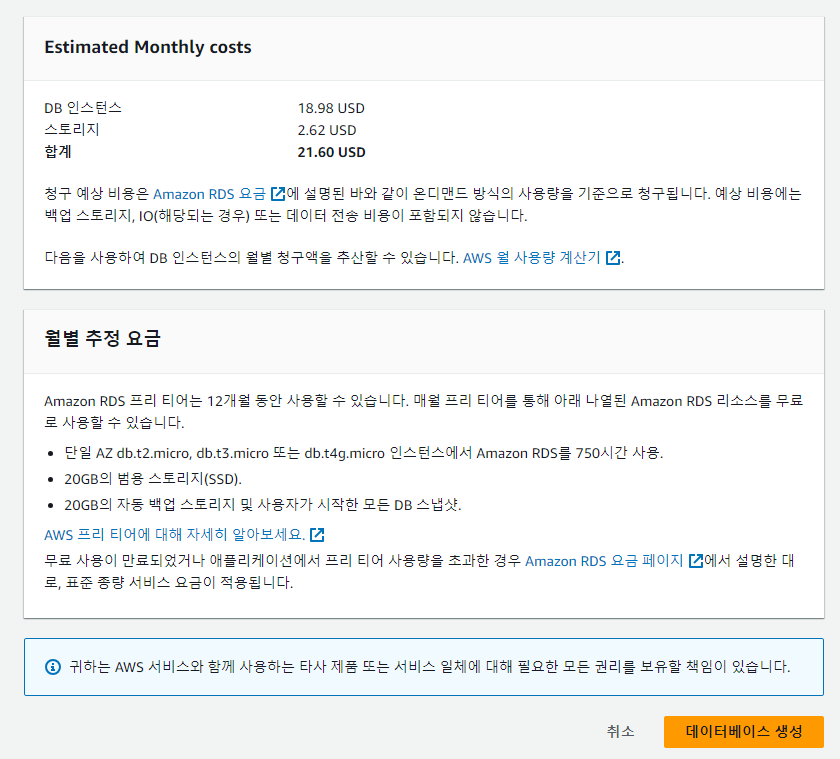 Estimated Monthly costs
DB 인스턴스 18.98 USD
스토리지 2.62 USD
합계 21.60 USD
청구 예상 비용은 Amazon RDS 요금 에 설명된 바와 같이 온디맨드 방식의 사용량을 기준으로 청구됩니다. 예상 비용에는
백업 스토리지, IO(해당되는 경우) 또는 데이터 전송 비용이 포함되지 않습니다.
다음을 사용하여 DB 인스턴스의 월별 청구액을 추산할 수 있습니다. AWS 월 사용량 계산기 .
월별 추정 요금
Amazon RDS 프리 티어는 12개월 동안 사용할 수 있습니다. 매월 프리 티어를 통해 아래 나열된 Amazon RDS 리소스를 무료
로 사용할 수 있습니다.
• 단일 AZ db.t2.micro, db.t3.micro 또는 db.t4g.micro 인스턴스에서 Amazon RDS를 750시간 사용.
• 20GB의 범용 스토리지(SSD).
• 20GB의 자동 백업 스토리지 및 사용자가 시작한 모든 DB 스냅샷.
AWS 프리 티어에 대해 자세히 알아보세요.
무료 사용이 만료되었거나 애플리케이션에서 프리 티어 사용량을 초과한 경우 Amazon RDS 요금 페이지 에서 설명한 대
로, 표준 종량 서비스 요금이 적용됩니다.
귀하는 AWS 서비스와 함께 사용하는 타사 제품 또는 서비스 일체에 대해 필요한 모든 권리를 보유할 책임이 있습니다.
취소 데이터베이스 생성